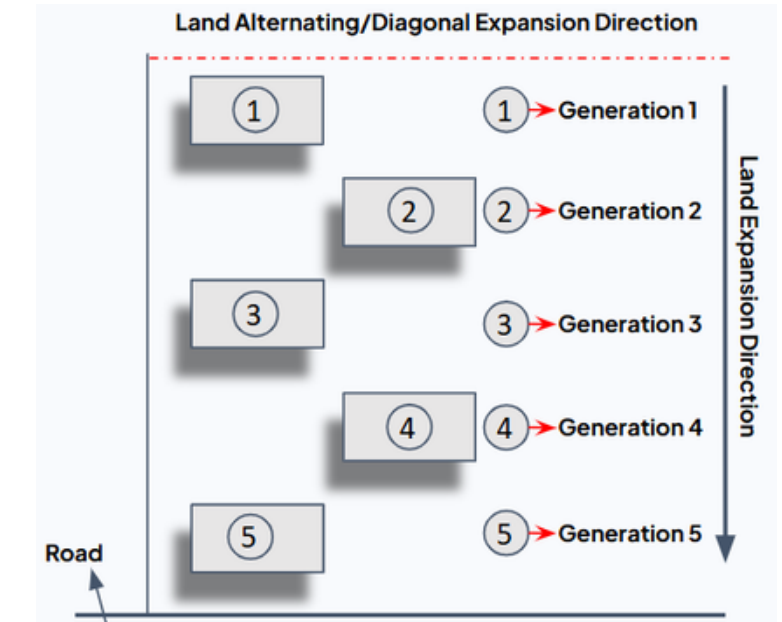 Land Alternating/Diagonal Expansion Direction
1
1
Generation 1
2
2
Generation 2
3
3
Generation 3
4
4
Generation 4
5
5
Generation 5
Land Expansion Direction
Road